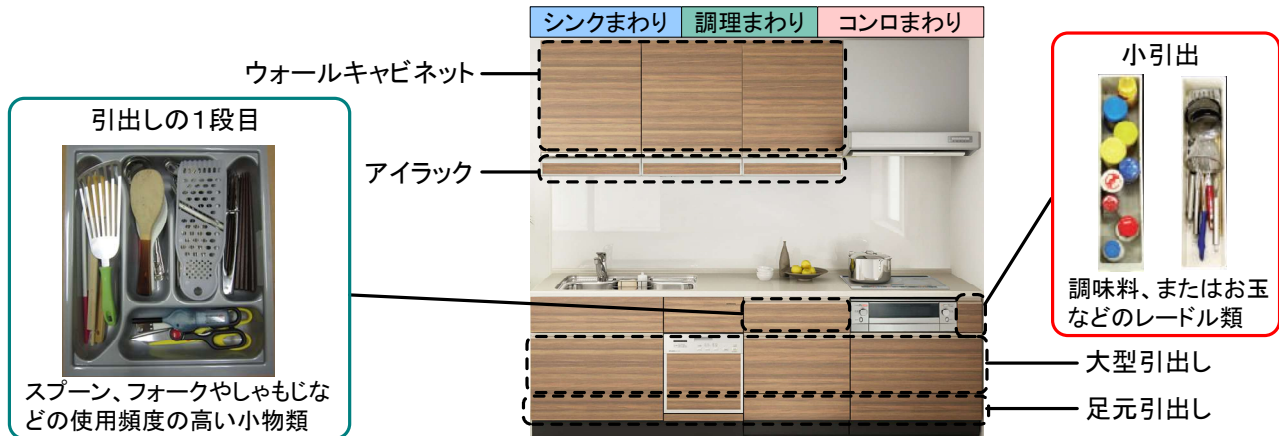 シンクまわり
調理まわり
コンロまわり
ウォールキャビネット
アイラック
引出しの1段目
スプーン、フォークやしゃもじな
どの使用頻度の高い小物類
小引出
調味料、またはお玉
などのレードル類
大型引出し
足元引出し